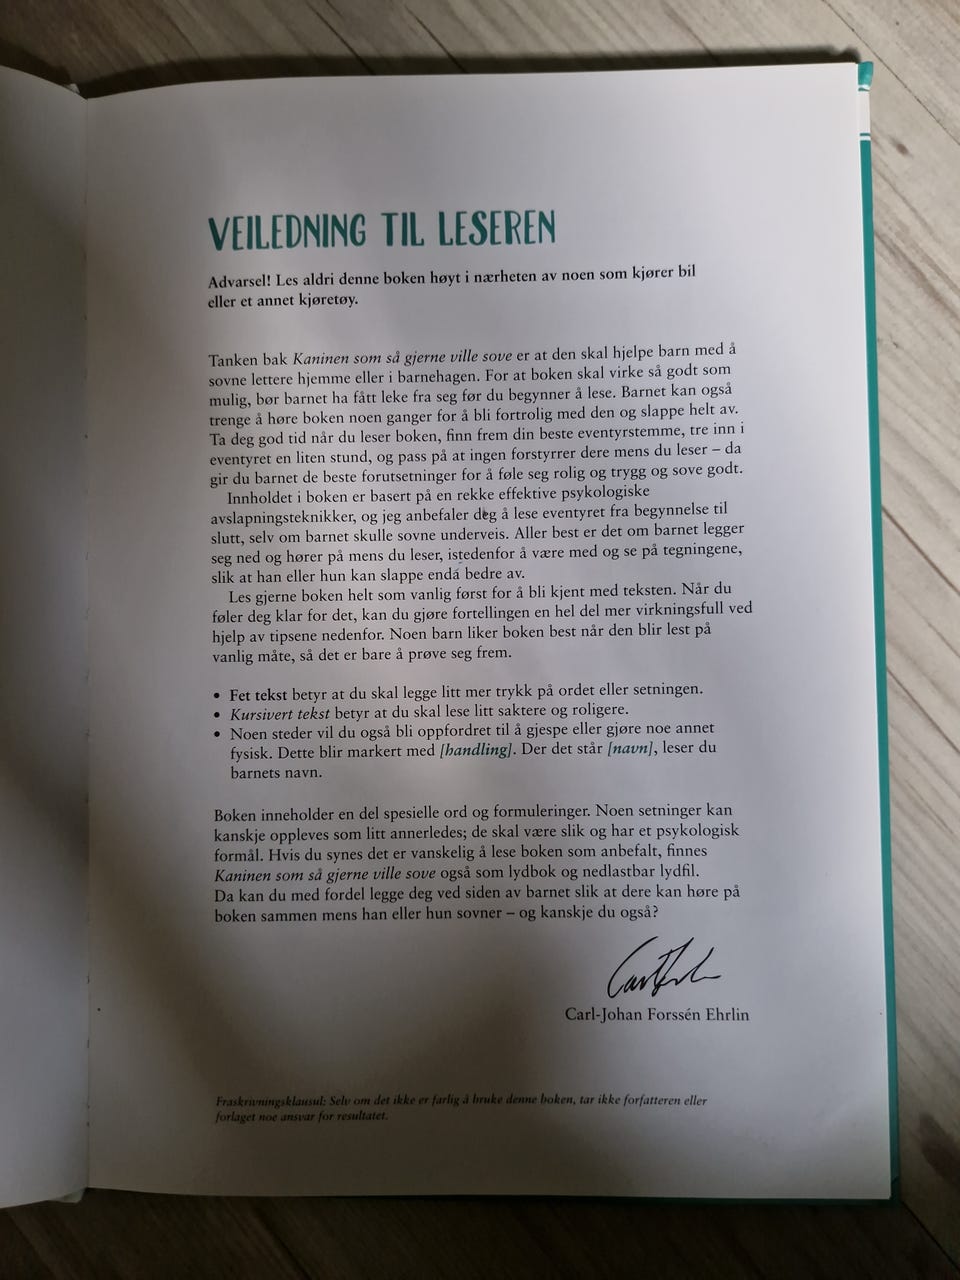 VEILEDNING TIL LESEREN
Advarsel! Les aldri denne boken høyt i nærheten av noen som kjører bil
eller et annet kjøretøy.
Tanken bak Kaninen som så gjerne ville sove er at den skal hjelpe barn med å
sovne lettere hjemme eller i barnehagen. For at boken skal virke så godt som
mulig, bør barnet ha fått leke fra seg før du begynner å lese. Barnet kan også
trenge å høre boken noen ganger for å bli fortrolig med den og slappe helt av.
Ta deg god tid når du leser boken, finn frem din beste eventyrstemme, tre inn i
eventyret en liten stund, og pass på at ingen forstyrrer dere mens du leser – da
gir du barnet de beste forutsetninger for å føle seg rolig og trygg og sove godt.
Innholdet i boken er basert på en rekke effektive psykologiske
avslapningsteknikker, og jeg anbefaler deg å lese eventyret fra begynnelse til
slutt, selv om barnet skulle sovne underveis. Aller best er det om barnet legger
seg ned og hører på mens du leser, istedenfor å være med og se på tegningene,
slik at han eller hun kan slappe enda bedre av.
Les gjerne boken helt som vanlig først for å bli kjent med teksten. Når du
føler deg klar for det, kan du gjøre fortellingen en hel del mer virkningsfull ved
hjelp av tipsene nedenfor. Noen barn liker boken best når den blir lest på
vanlig måte, så det er bare å prøve seg frem.
• Fet tekst betyr at du skal legge litt mer trykk på ordet eller setningen.
• Kursivert tekst betyr at du skal lese litt saktere og roligere.
• Noen steder vil du også bli oppfordret til å gjespe eller gjøre noe annet
fysisk. Dette blir markert med [handling]. Der det står [navn], leser du
barnets navn.
Boken inneholder en del spesielle ord og formuleringer. Noen setninger kan
kanskje oppleves som litt annerledes; de skal være slik og har et psykologisk
formål. Hvis du synes det er vanskelig å lese boken som anbefalt, finnes
Kaninen som så gjerne ville sove også som lydbok og nedlastbar lydfil.
Da kan du med fordel legge deg ved siden av barnet slik at dere kan høre på
boken sammen mens han eller hun sovner – og kanskje du også?
Carl-Johan Forssén Ehrlin
Fraskrivningsklausul: Selv om det ikke er farlig å bruke denne boken, tar ikke forfatteren eller
forlaget noe ansvar for resultatet.